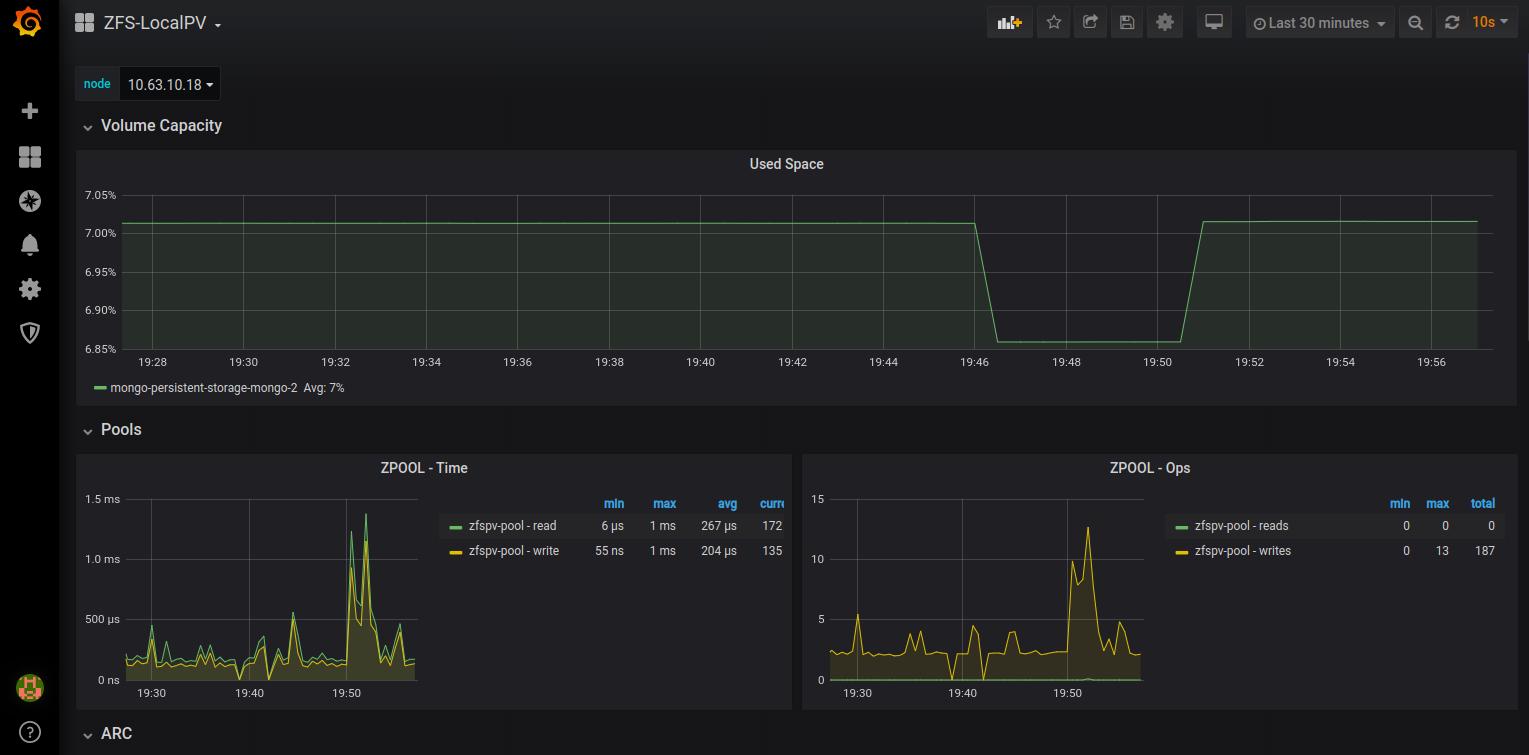 ZFS-LocalPV
Last 30 minutes
10s
node 10.63.10.18
Volume Capacity
Used Space
7.05%
7.00%
6.95%
6.90%
6.85%
19:28 19:30 19:32 19:34 19:36 19:38 19:40 19:42 19:44 19:46 19:48 19:50 19:52 19:54 19:56
mongo-persistent-storage-mongo-2 Avg: 7%
Pools
ZPOOL - Time
1.5 ms
1.0 ms
500 µs
0 ns
19:30 19:40 19:50
min max avg curre
zfspv-pool - read 6 µs 1 ms 267 µs 172
zfspv-pool - write 55 ns 1 ms 204 µs 135
ZPOOL - Ops
15
10
5
0
19:30 19:40 19:50
min max total
zfspv-pool - reads 0 0 0
zfspv-pool - writes 0 13 187
ARC
?